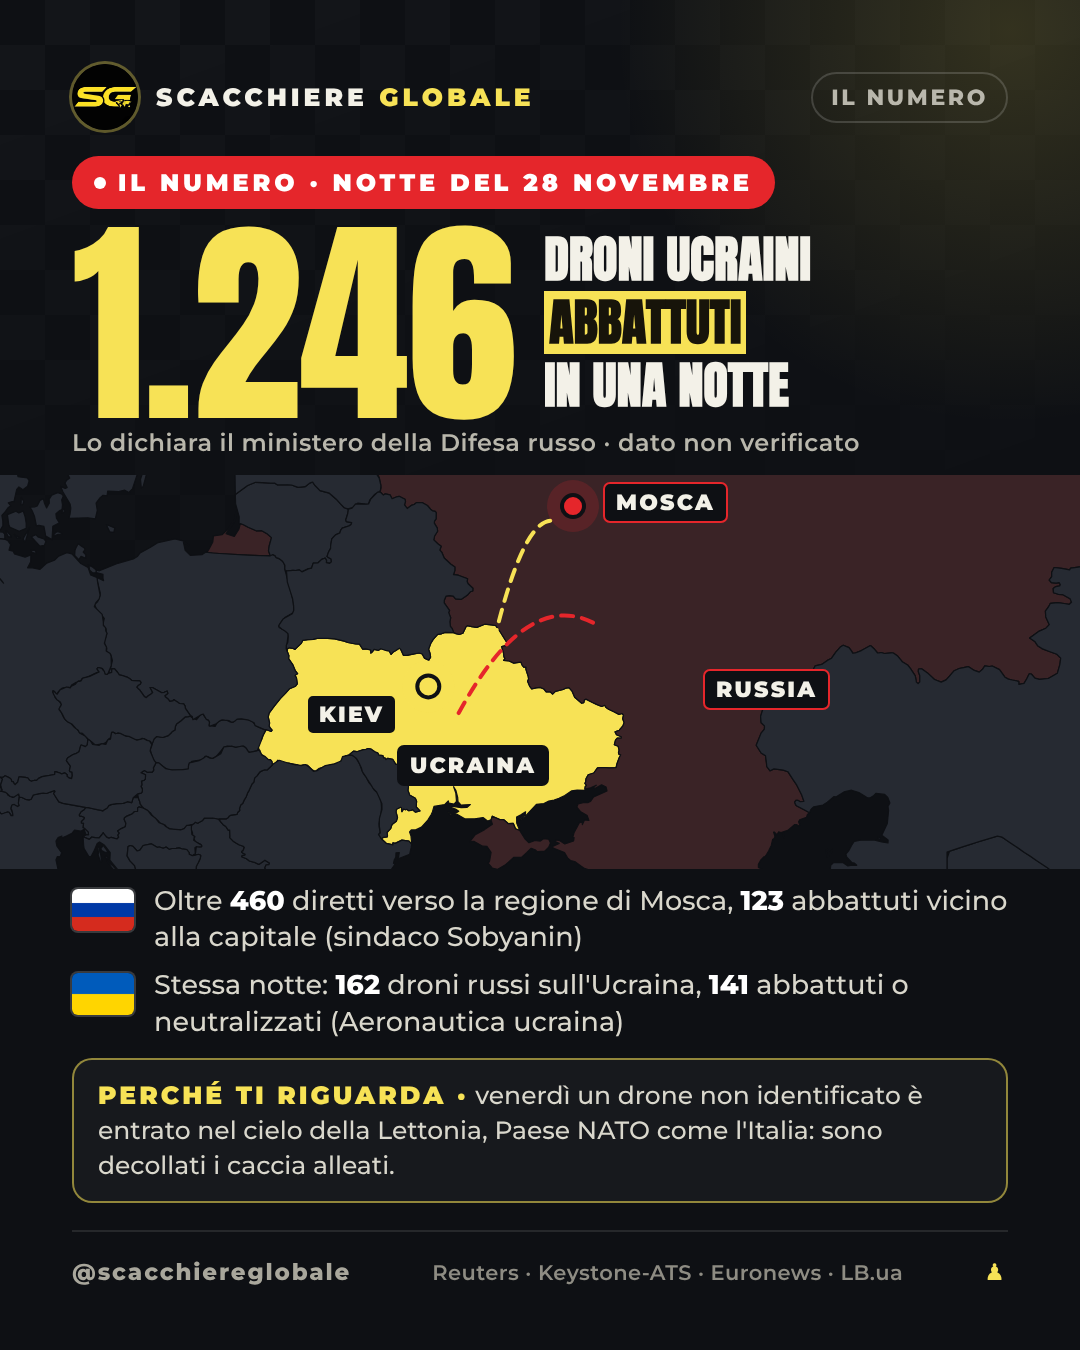 SG
SCACCHIERE GLOBALE
IL NUMERO
IL NUMERO • NOTTE DEL 28 NOVEMBRE
1.246
DRONI UCRAINI
ABBATTUTI
IN UNA NOTTE
Lo dichiara il ministero della Difesa russo · dato non verificato
MOSCA
RUSSIA
KIEV
UCRAINA
Oltre 460 diretti verso la regione di Mosca, 123 abbattuti vicino
alla capitale (sindaco Sobyanin)
Stessa notte: 162 droni russi sull'Ucraina, 141 abbattuti o
neutralizzati (Aeronautica ucraina)
PERCHÉ TI RIGUARDA • venerdì un drone non identificato è
entrato nel cielo della Lettonia, Paese NATO come l'Italia: sono
decollati i caccia alleati.
@scacchiereglobale
Reuters · Keystone-ATS · Euronews · LB.ua